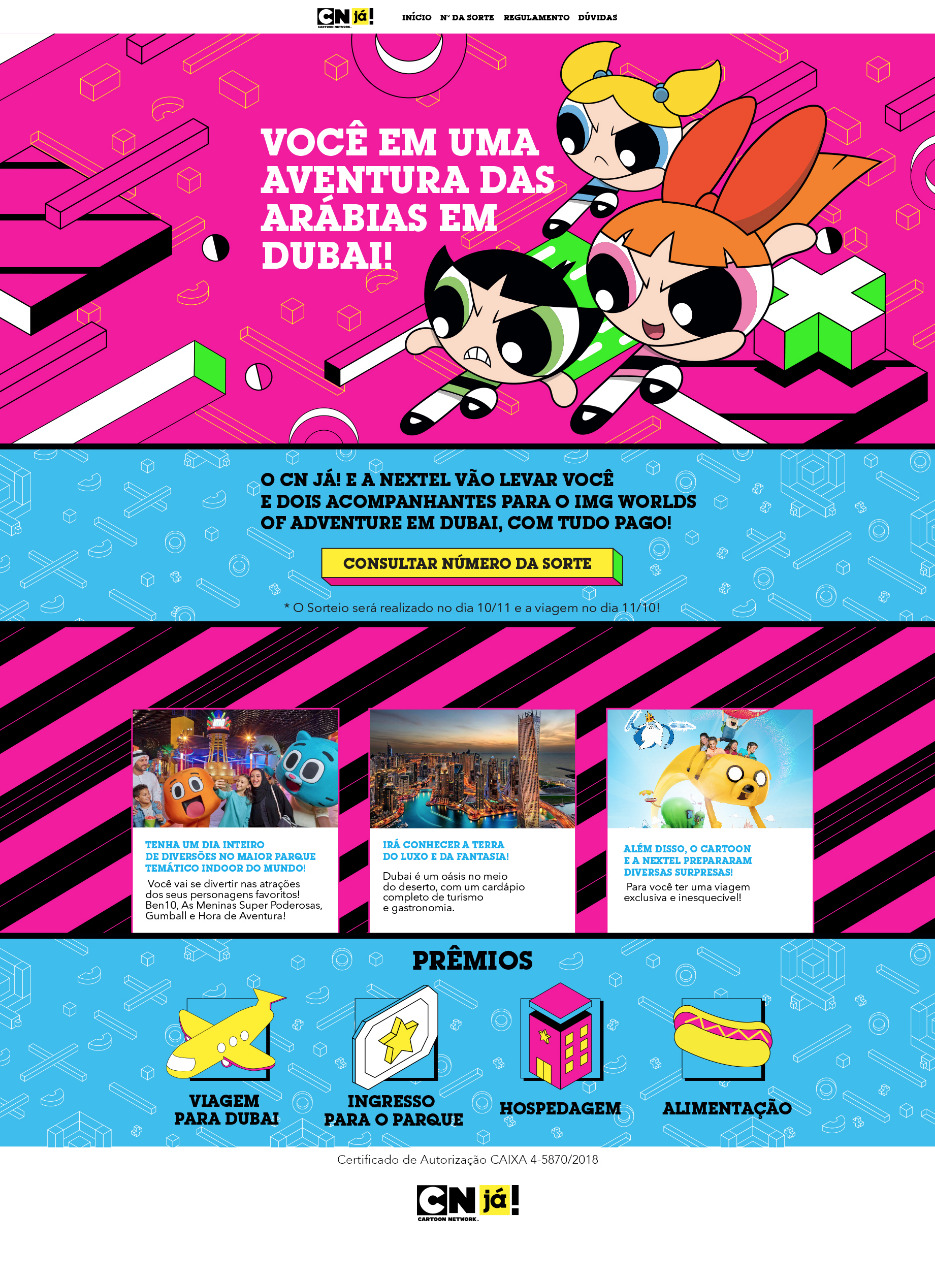 CN já!
CARTOON NETWORK.
INÍCIO Nº DA SORTE REGULAMENTO DÚVIDAS
VOCÊ EM UMA
AVENTURA DAS
ARÁBIAS EM
DUBAI!
O CN JÁ! E A NEXTEL VÃO LEVAR VOCÊ
E DOIS ACOMPANHANTES PARA O IMG WORLDS
OF ADVENTURE EM DUBAI, COM TUDO PAGO!
CONSULTAR NÚMERO DA SORTE
* O Sorteio será realizado no dia 10/11 e a viagem no dia 11/10!
TENHA UM DIA INTEIRO
DE DIVERSÕES NO MAIOR PARQUE
TEMÁTICO INDOOR DO MUNDO!
Você vai se divertir nas atrações
dos seus personagens favoritos!
Ben10, As Meninas Super Poderosas,
Gumball e Hora de Aventura!
IRÁ CONHECER A TERRA
DO LUXO E DA FANTASIA!
Dubai é um oásis no meio
do deserto, com um cardápio
completo de turismo
e gastronomia.
ALÉM DISSO, O CARTOON
E A NEXTEL PREPARARAM
DIVERSAS SURPRESAS!
Para você ter uma viagem
exclusiva e inesquecível!
PRÊMIOS
VIAGEM
PARA DUBAI
INGRESSO
PARA O PARQUE
HOSPEDAGEM
ALIMENTAÇÃO
Certificado de Autorização CAIXA 4-5870/2018
CN já!
CARTOON NETWORK.